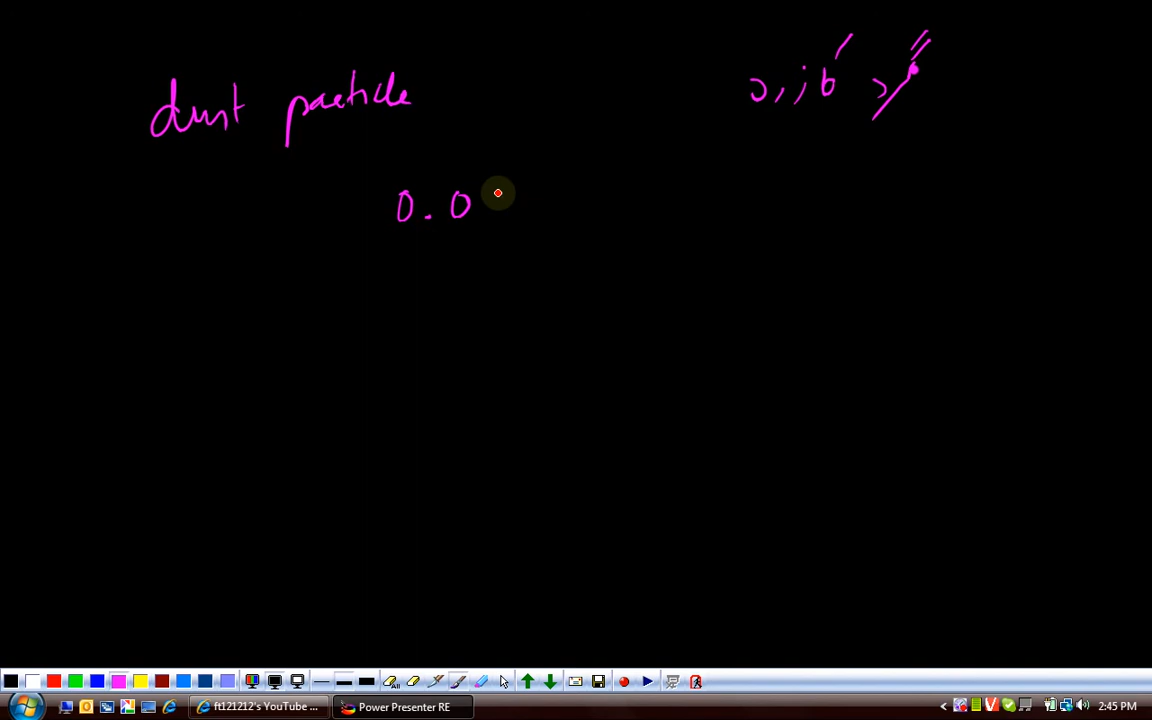 dust particle
0.0
ft121212's YouTube ...
Power Presenter RE
2:45 PM